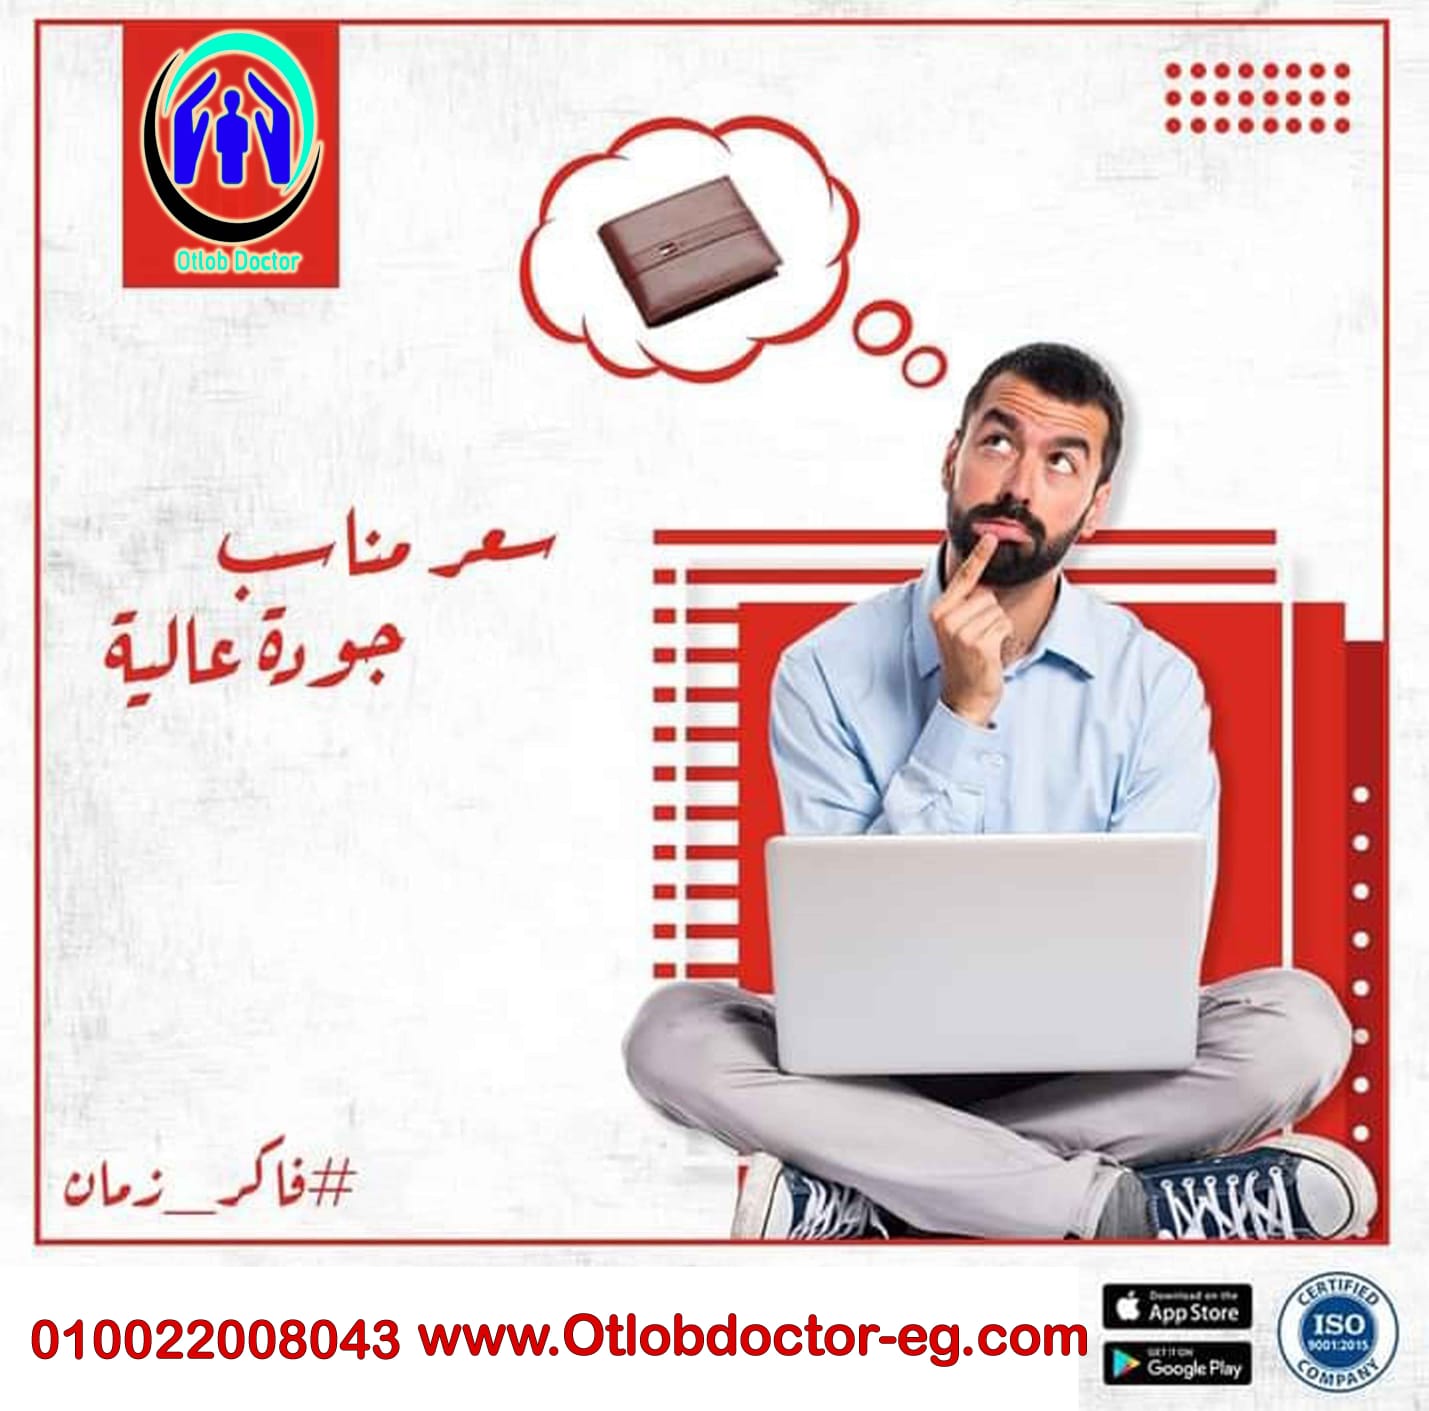 Otlob Doctor
سعر مناسب
جودة عالية
#فاكر_زمان
010022008043 www.Otlobdoctor-eg.com
Download on the
App Store
GET IT ON
Google Play
CERTIFIED
ISO
9001:2015
COMPANY